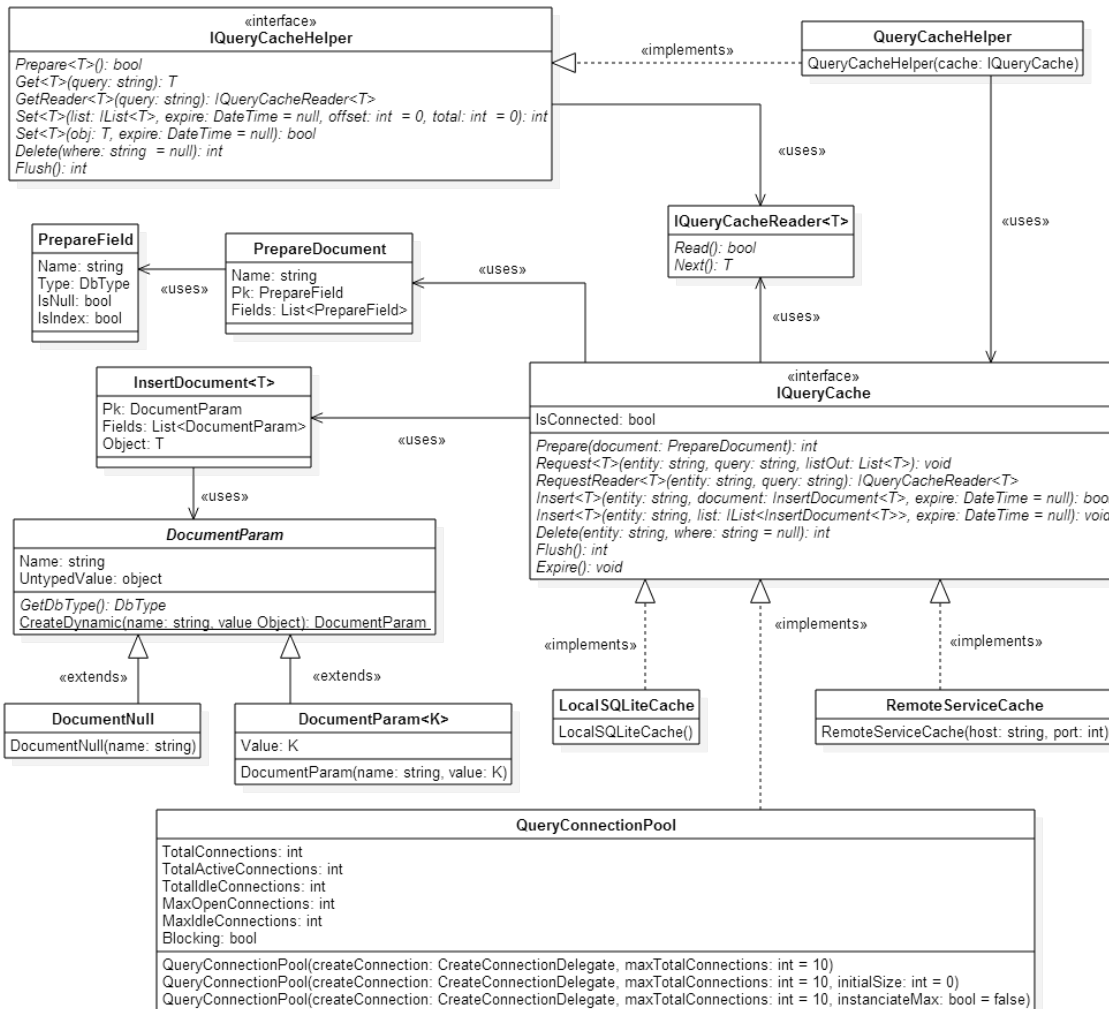 «interface»
IQueryCacheHelper
Prepare<T>(): bool
Get<T>(query: string): T
GetReader<T>(query: string): IQueryCacheReader<T>
Set<T>(list: IList<T>, expire: DateTime = null, offset: int = 0, total: int = 0): int
Set<T>(obj: T, expire: DateTime = null): bool
Delete(where: string = null): int
Flush(): int
«implements»
QueryCacheHelper
QueryCacheHelper(cache: IQueryCache)
«uses»
«uses»
IQueryCacheReader<T>
Read(): bool
Next(): T
PrepareField
Name: string
Type: DbType
IsNull: bool
IsIndex: bool
«uses»
PrepareDocument
Name: string
Pk: PrepareField
Fields: List<PrepareField>
«uses»
«uses»
InsertDocument<T>
Pk: DocumentParam
Fields: List<DocumentParam>
Object: T
«uses»
«interface»
IQueryCache
IsConnected: bool
Prepare(document: PrepareDocument): int
Request<T>(entity: string, query: string, listOut: List<T>): void
RequestReader<T>(entity: string, query: string): IQueryCacheReader<T>
Insert<T>(entity: string, document: InsertDocument<T>, expire: DateTime = null): bool
Insert<T>(entity: string, list: IList<InsertDocument<T>>, expire: DateTime = null): void
Delete(entity: string, where: string = null): int
Flush(): int
Expire(): void
«uses»
DocumentParam
Name: string
UntypedValue: object
GetDbType(): DbType
CreateDynamic(name: string, value Object): DocumentParam
«extends»
«extends»
DocumentNull
DocumentNull(name: string)
DocumentParam<K>
Value: K
DocumentParam(name: string, value: K)
«implements»
«implements»
«implements»
LocalSQLiteCache
LocalSQLiteCache()
RemoteServiceCache
RemoteServiceCache(host: string, port: int)
QueryConnectionPool
TotalConnections: int
TotalActiveConnections: int
TotalIdleConnections: int
MaxOpenConnections: int
MaxIdleConnections: int
Blocking: bool
QueryConnectionPool(createConnection: CreateConnectionDelegate, maxTotalConnections: int = 10)
QueryConnectionPool(createConnection: CreateConnectionDelegate, maxTotalConnections: int = 10, initialSize: int = 0)
QueryConnectionPool(createConnection: CreateConnectionDelegate, maxTotalConnections: int = 10, instanciateMax: bool = false)